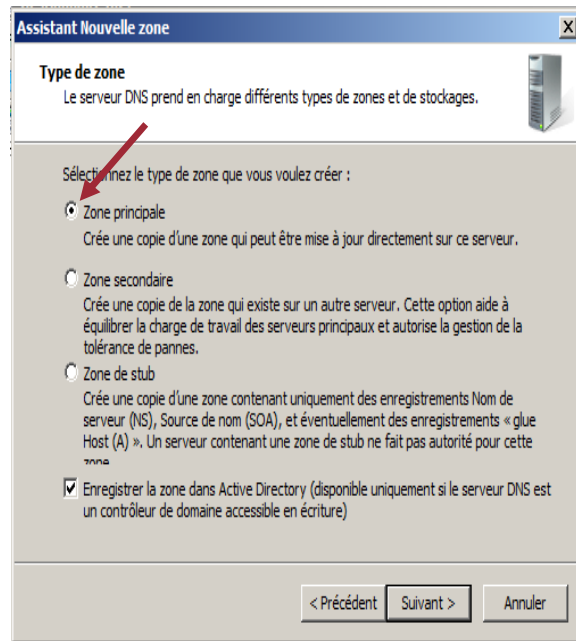 Assistant Nouvelle zone
Type de zone
Le serveur DNS prend en charge différents types de zones et de stockages.
Sélectionnez le type de zone que vous voulez créer :
Zone principale
Crée une copie d'une zone qui peut être mise à jour directement sur ce serveur.
Zone secondaire
Crée une copie de la zone qui existe sur un autre serveur. Cette option aide à
équilibrer la charge de travail des serveurs principaux et autorise la gestion de la
tolérance de pannes.
Zone de stub
Crée une copie d'une zone contenant uniquement des enregistrements Nom de
serveur (NS), Source de nom (SOA), et éventuellement des enregistrements « glue
Host (A) ». Un serveur contenant une zone de stub ne fait pas autorité pour cette
zone
Enregistrer la zone dans Active Directory (disponible uniquement si le serveur DNS est
un contrôleur de domaine accessible en écriture)
< Précédent Suivant > Annuler